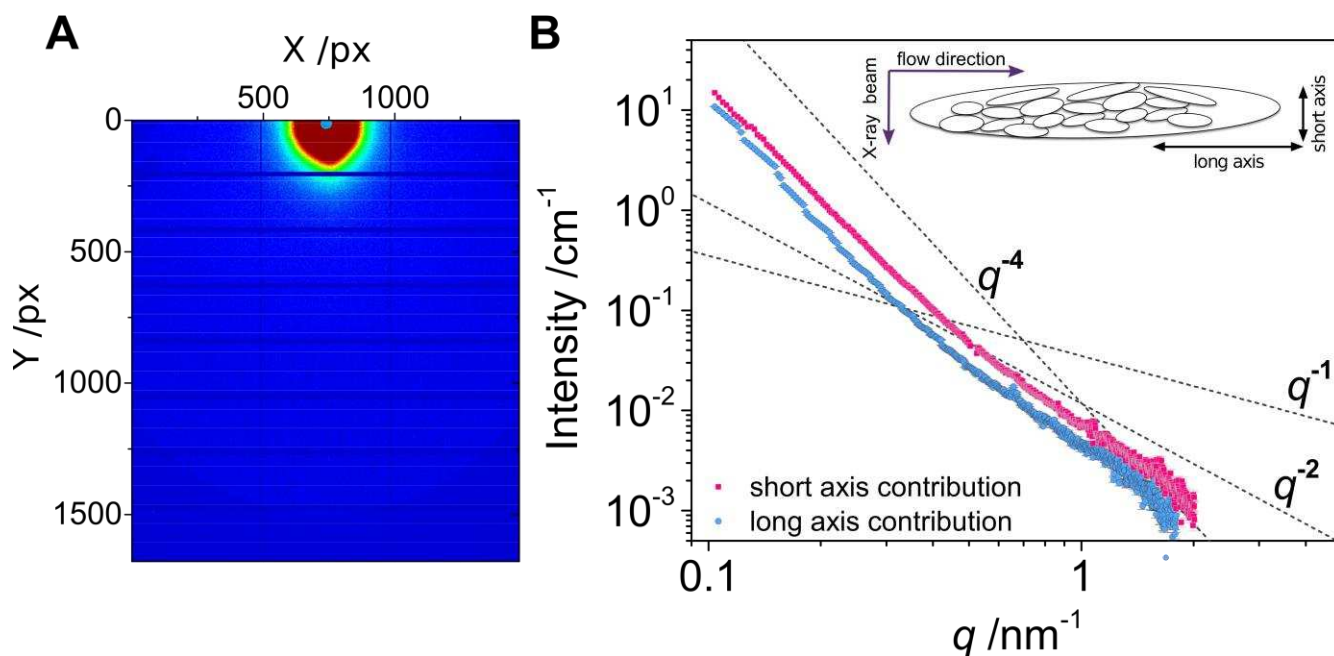 A
X /px
500 1000
0
500
1000
1500
Y /px
B
Intensity /cm⁻¹
10¹
10⁰
10⁻¹
10⁻²
10⁻³
flow direction
X-ray beam
short axis
long axis
q⁻⁴
q⁻¹
q⁻²
short axis contribution
long axis contribution
0.1 1
q /nm⁻¹